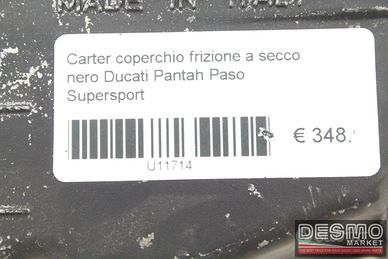 MADE IN ITALY
Carter coperchio frizione a secco
nero Ducati Pantah Paso
Supersport
€ 348.
U11714
DESMO
MARKET